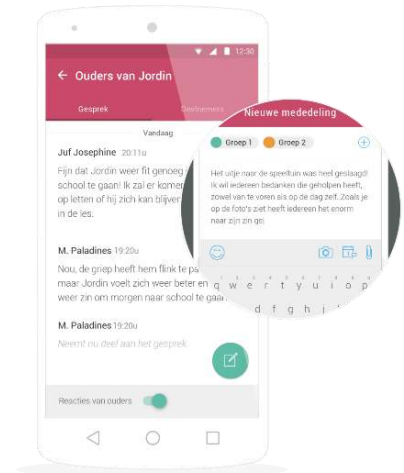 12:30
← Ouders van Jordin
Gesprek
Deelnemers
Vandaag
Juf Josephine 20:11u
Fijn dat Jordin weer fit genoeg
school te gaan! Ik zal er komen
op letten of hij zich kan blijven
in de les.
M. Paladines 19:20u
Nou, de griep heeft hem flink te pa
maar Jordin voelt zich weer beter en
weer zin om morgen naar school te gaan
M. Paladines 19:20u
Neemt nu deel aan het gesprek
Reacties van ouders
Nieuwe mededeling
Groep 1 Groep 2
Het uitje naar de speeltuin was heel geslaagd!
Ik wil iedereen bedanken die geholpen heeft,
zowel van te voren als op de dag zelf. Zoals je
op de foto's ziet heeft iedereen het enorm
naar zijn zin gei
q w e r t y u i o p
d f g h j